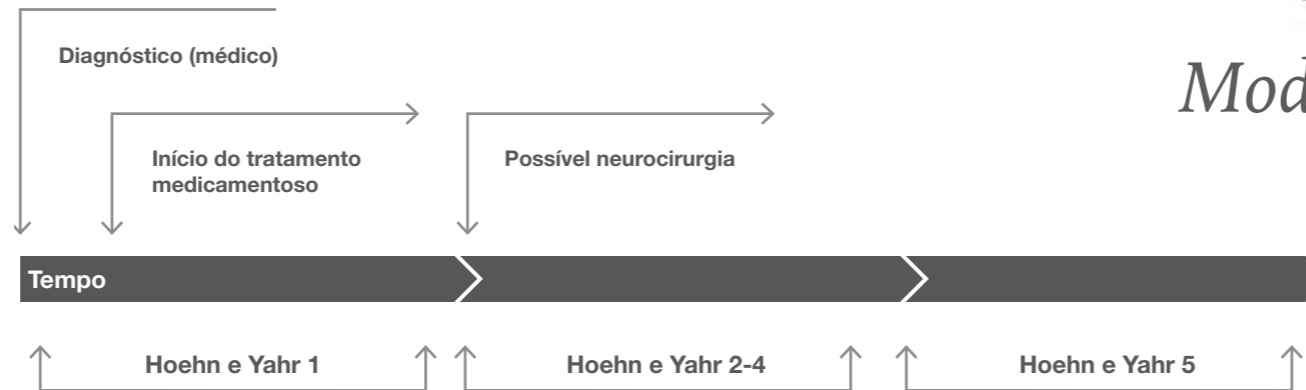 Diagnóstico (médico)
Mod
Início do tratamento
medicamentoso
Possível neurocirurgia
Tempo
Hoehn e Yahr 1
Hoehn e Yahr 2-4
Hoehn e Yahr 5